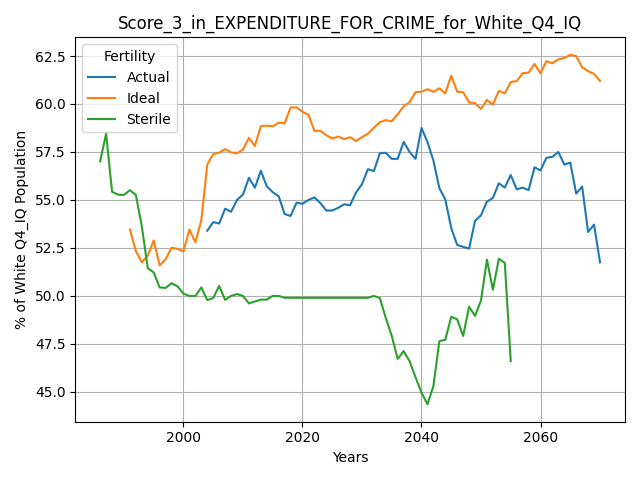 Score_3_in_EXPENDITURE_FOR_CRIME_for_White_Q4_IQ
Fertility
Actual
Ideal
Sterile
% of White Q4_IQ Population
62.5
60.0
57.5
55.0
52.5
50.0
47.5
45.0
2000
2020
2040
2060
Years